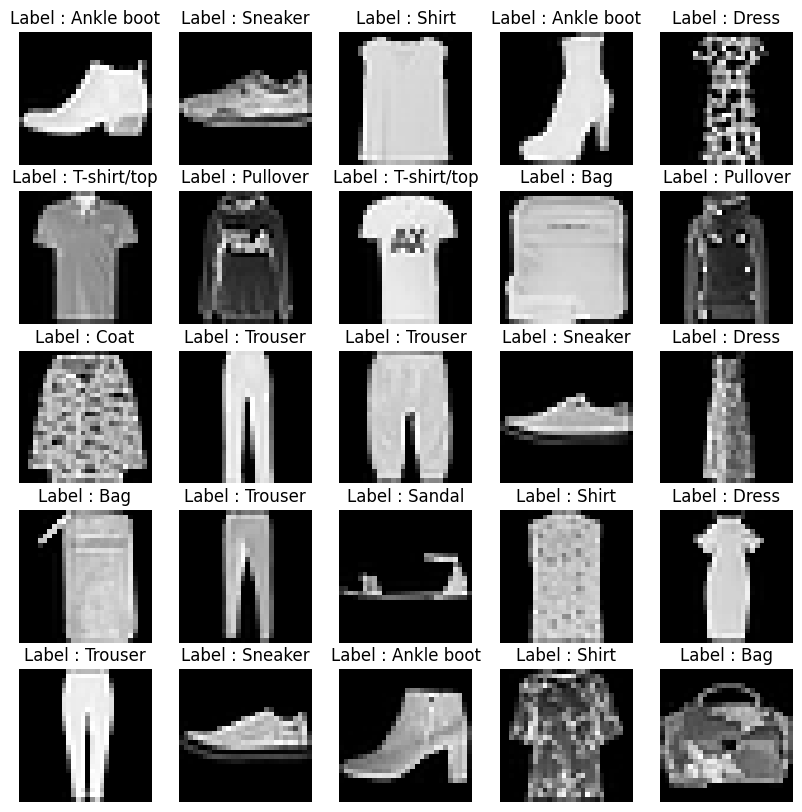 Label : Ankle boot Label : Sneaker Label : Shirt Label : Ankle boot Label : Dress
Label : T-shirt/top Label : Pullover Label : T-shirt/top Label : Bag Label : Pullover
AX
Label : Coat Label : Trouser Label : Trouser Label : Sneaker Label : Dress
Label : Bag Label : Trouser Label : Sandal Label : Shirt Label : Dress
Label : Trouser Label : Sneaker Label : Ankle boot Label : Shirt Label : Bag